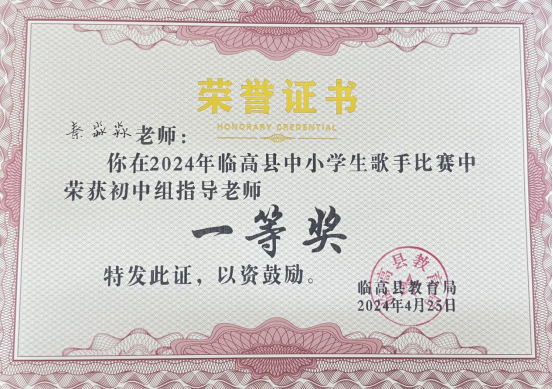 荣誉证书
HONORARY CREDENTIAL
秦淼淼老师：
你在2024年临高县中小学生歌手比赛中
荣获初中组指导老师
一等奖
特发此证，以资鼓励。
临高县教育局
2024年4月25日